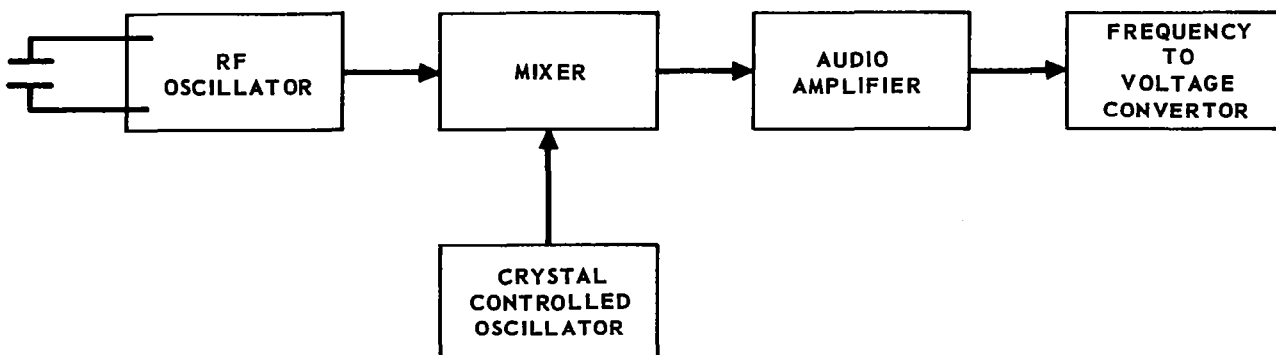 RF
OSCILLATOR
MIXER
AUDIO
AMPLIFIER
FREQUENCY
TO
VOLTAGE
CONVERTOR
CRYSTAL
CONTROLLED
OSCILLATOR